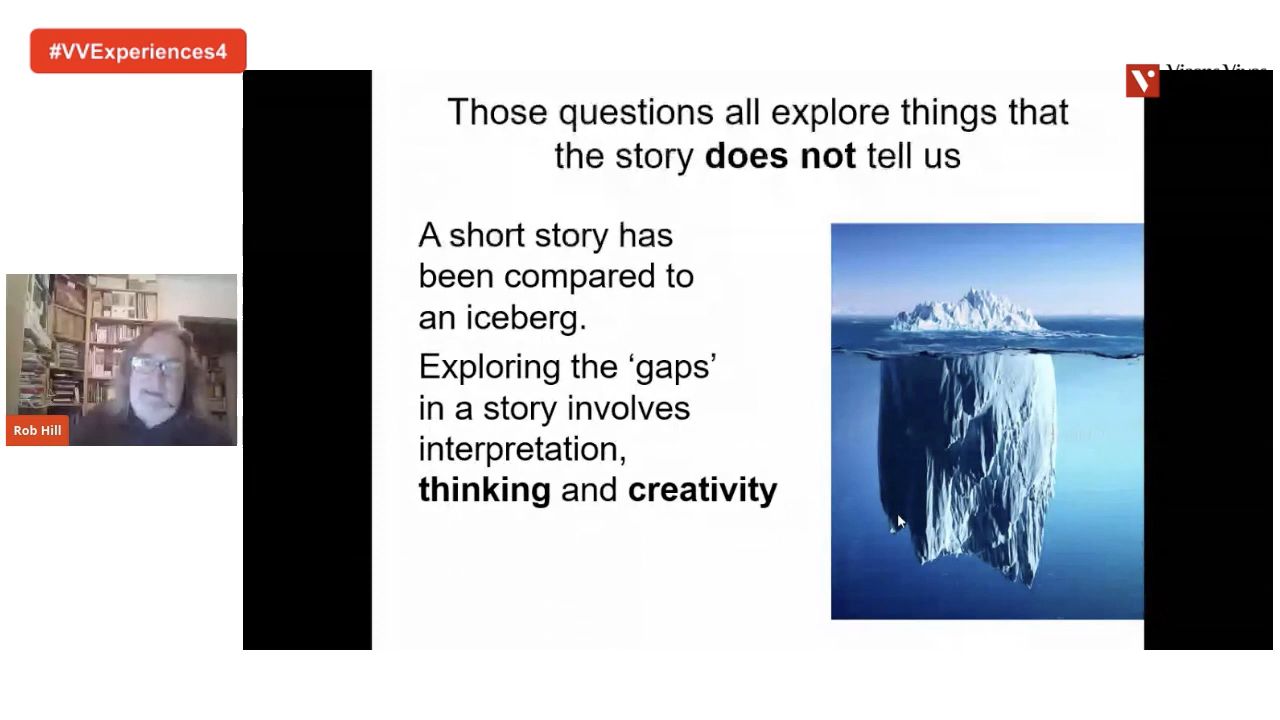 #VVExperiences4
Those questions all explore things that
the story does not tell us
A short story has
been compared to
an iceberg.
Exploring the ‘gaps’
in a story involves
interpretation,
thinking and creativity
Rob Hill